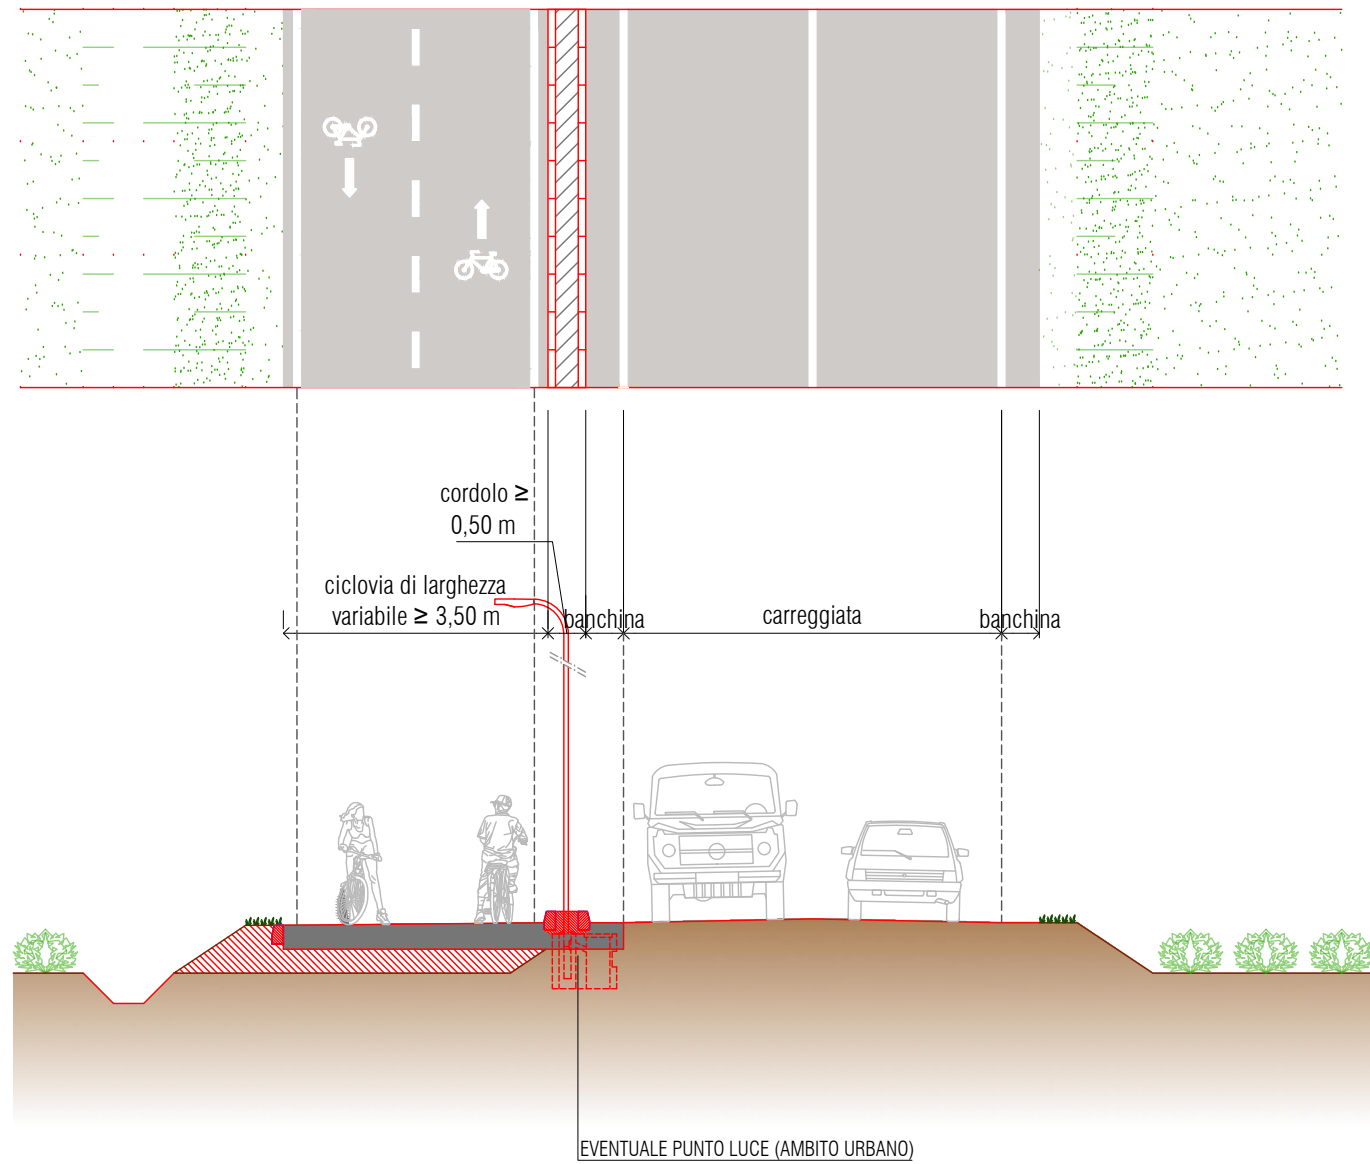 cordolo ≥
0,50 m
ciclovia di larghezza
variabile ≥ 3,50 m
banchina
carreggiata
banchina
EVENTUALE PUNTO LUCE (AMBITO URBANO)